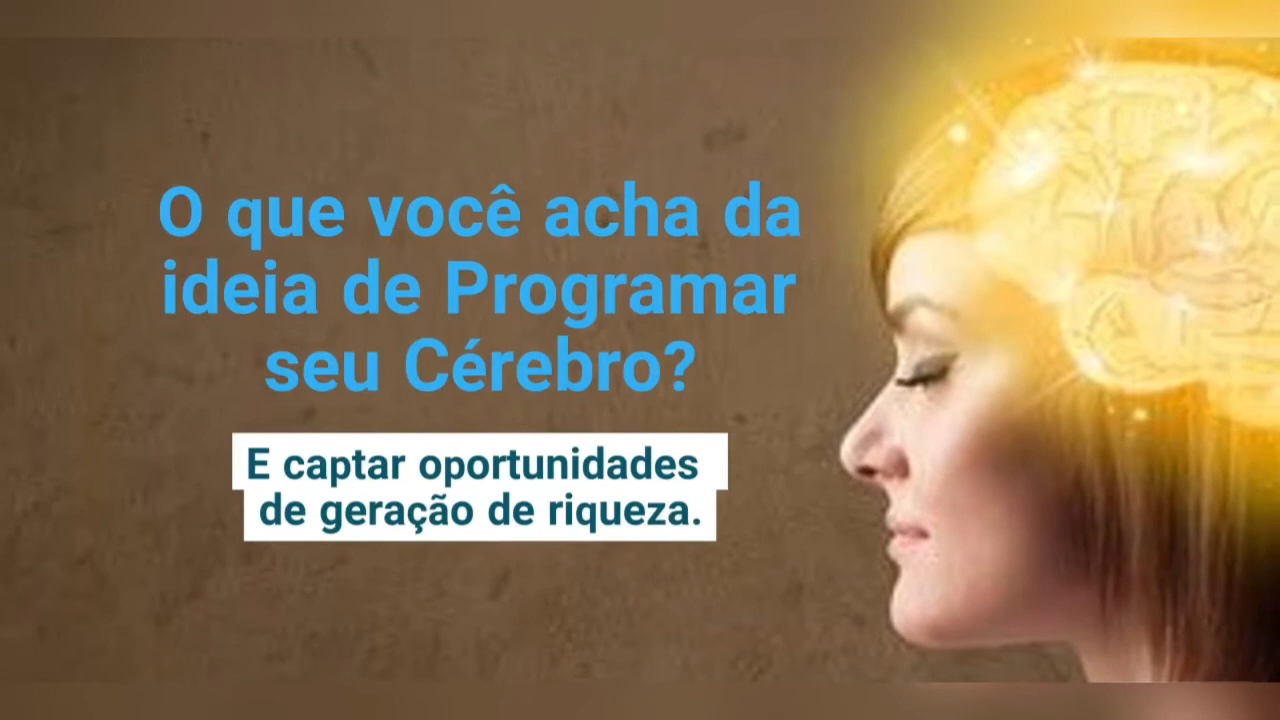 O que você acha da
ideia de Programar
seu Cérebro?
E captar oportunidades
de geração de riqueza.